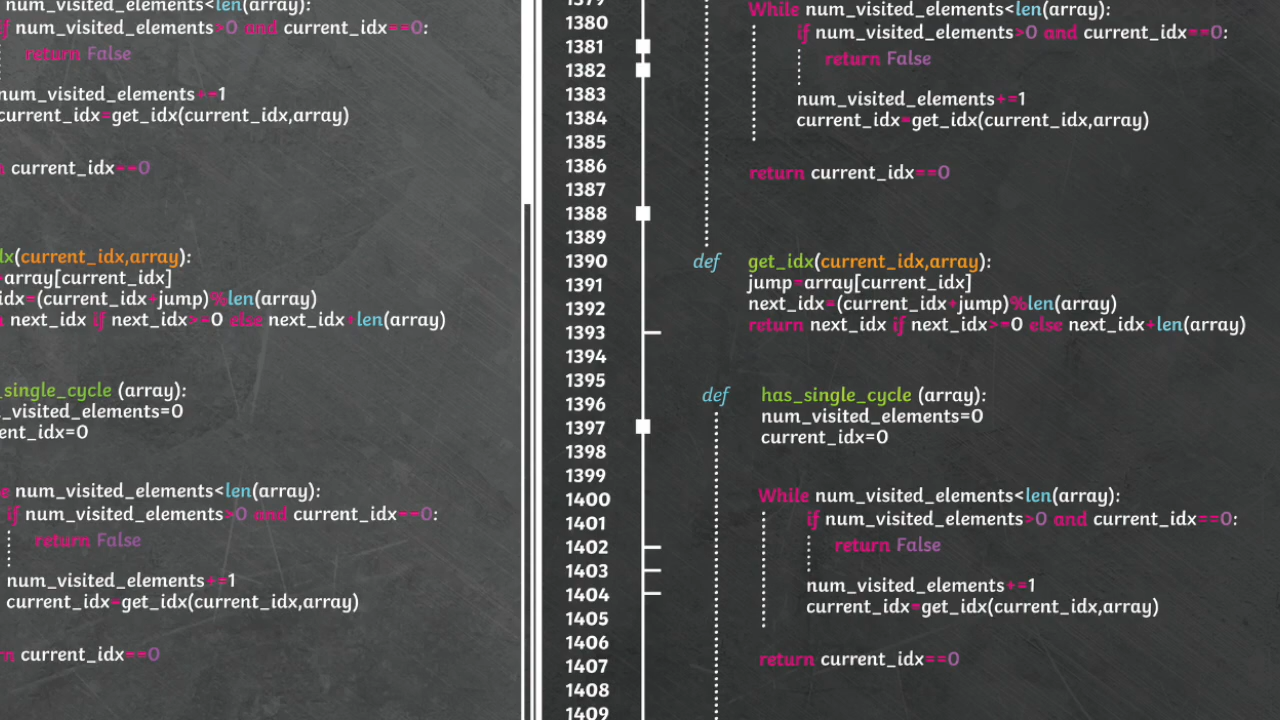 num_visited_elements<len(array):
if num_visited_elements>0 and current_idx==0:
return False
num_visited_elements+=1
current_idx=get_idx(current_idx,array)
current_idx==0
dx(current_idx,array):
array[current_idx]
idx=(current_idx+jump)%len(array)
next_idx if next_idx>=0 else next_idx+len(array)
_single_cycle (array):
_visited_elements=0
ent_idx=0
e num_visited_elements<len(array):
if num_visited_elements>0 and current_idx==0:
return False
num_visited_elements+=1
current_idx=get_idx(current_idx,array)
rn current_idx==0
1379
1380
1381
1382
1383
1384
1385
1386
1387
1388
1389
1390
1391
1392
1393
1394
1395
1396
1397
1398
1399
1400
1401
1402
1403
1404
1405
1406
1407
1408
1409
While num_visited_elements<len(array):
if num_visited_elements>0 and current_idx==0:
return False
num_visited_elements+=1
current_idx=get_idx(current_idx,array)
return current_idx==0
def get_idx(current_idx,array):
jump=array[current_idx]
next_idx=(current_idx+jump)%len(array)
return next_idx if next_idx>=0 else next_idx+len(array)
def has_single_cycle (array):
num_visited_elements=0
current_idx=0
While num_visited_elements<len(array):
if num_visited_elements>0 and current_idx==0:
return False
num_visited_elements+=1
current_idx=get_idx(current_idx,array)
return current_idx==0